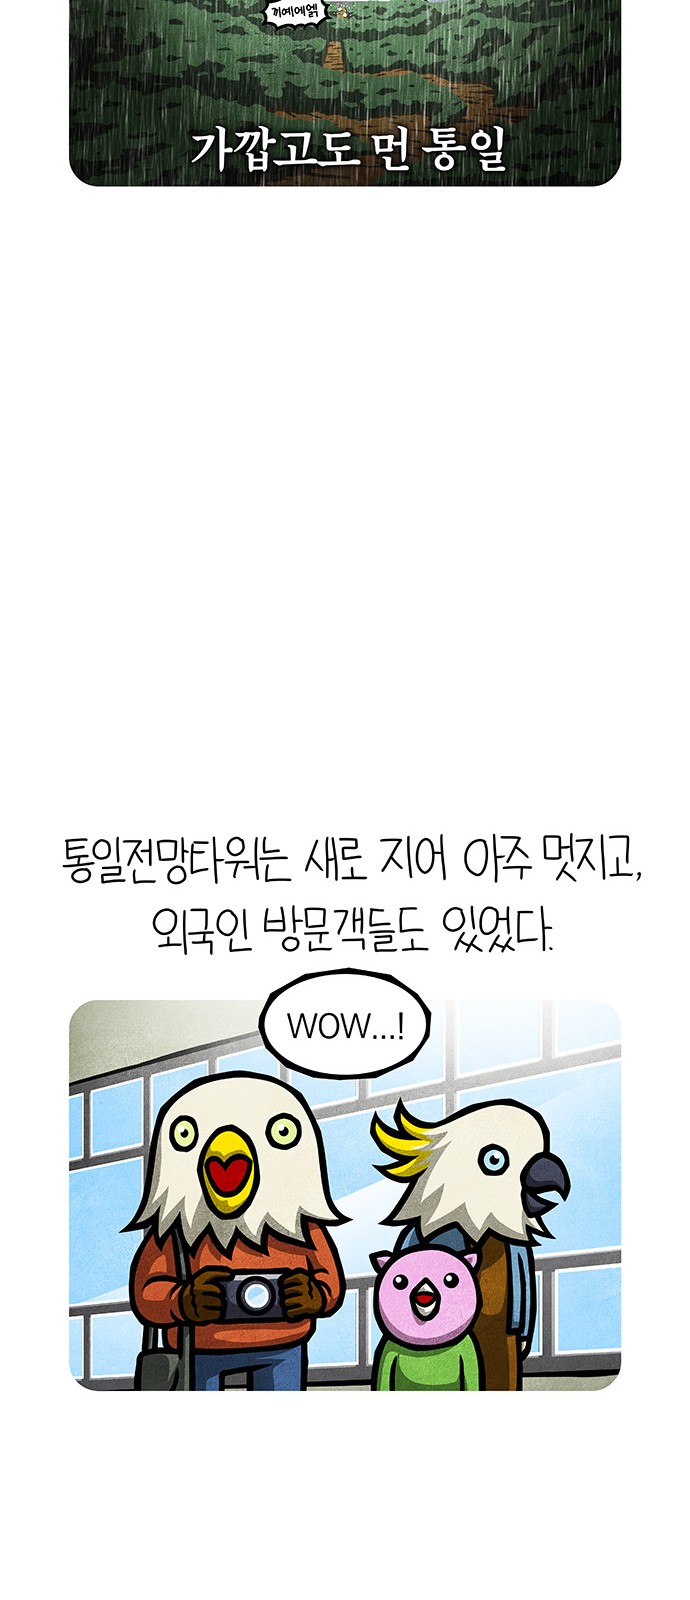 끼예에엙
가깝고도 먼 통일
통일전망타워는 새로 지어 아주 멋지고,
외국인 방문객들도 있었다.
WOW...!